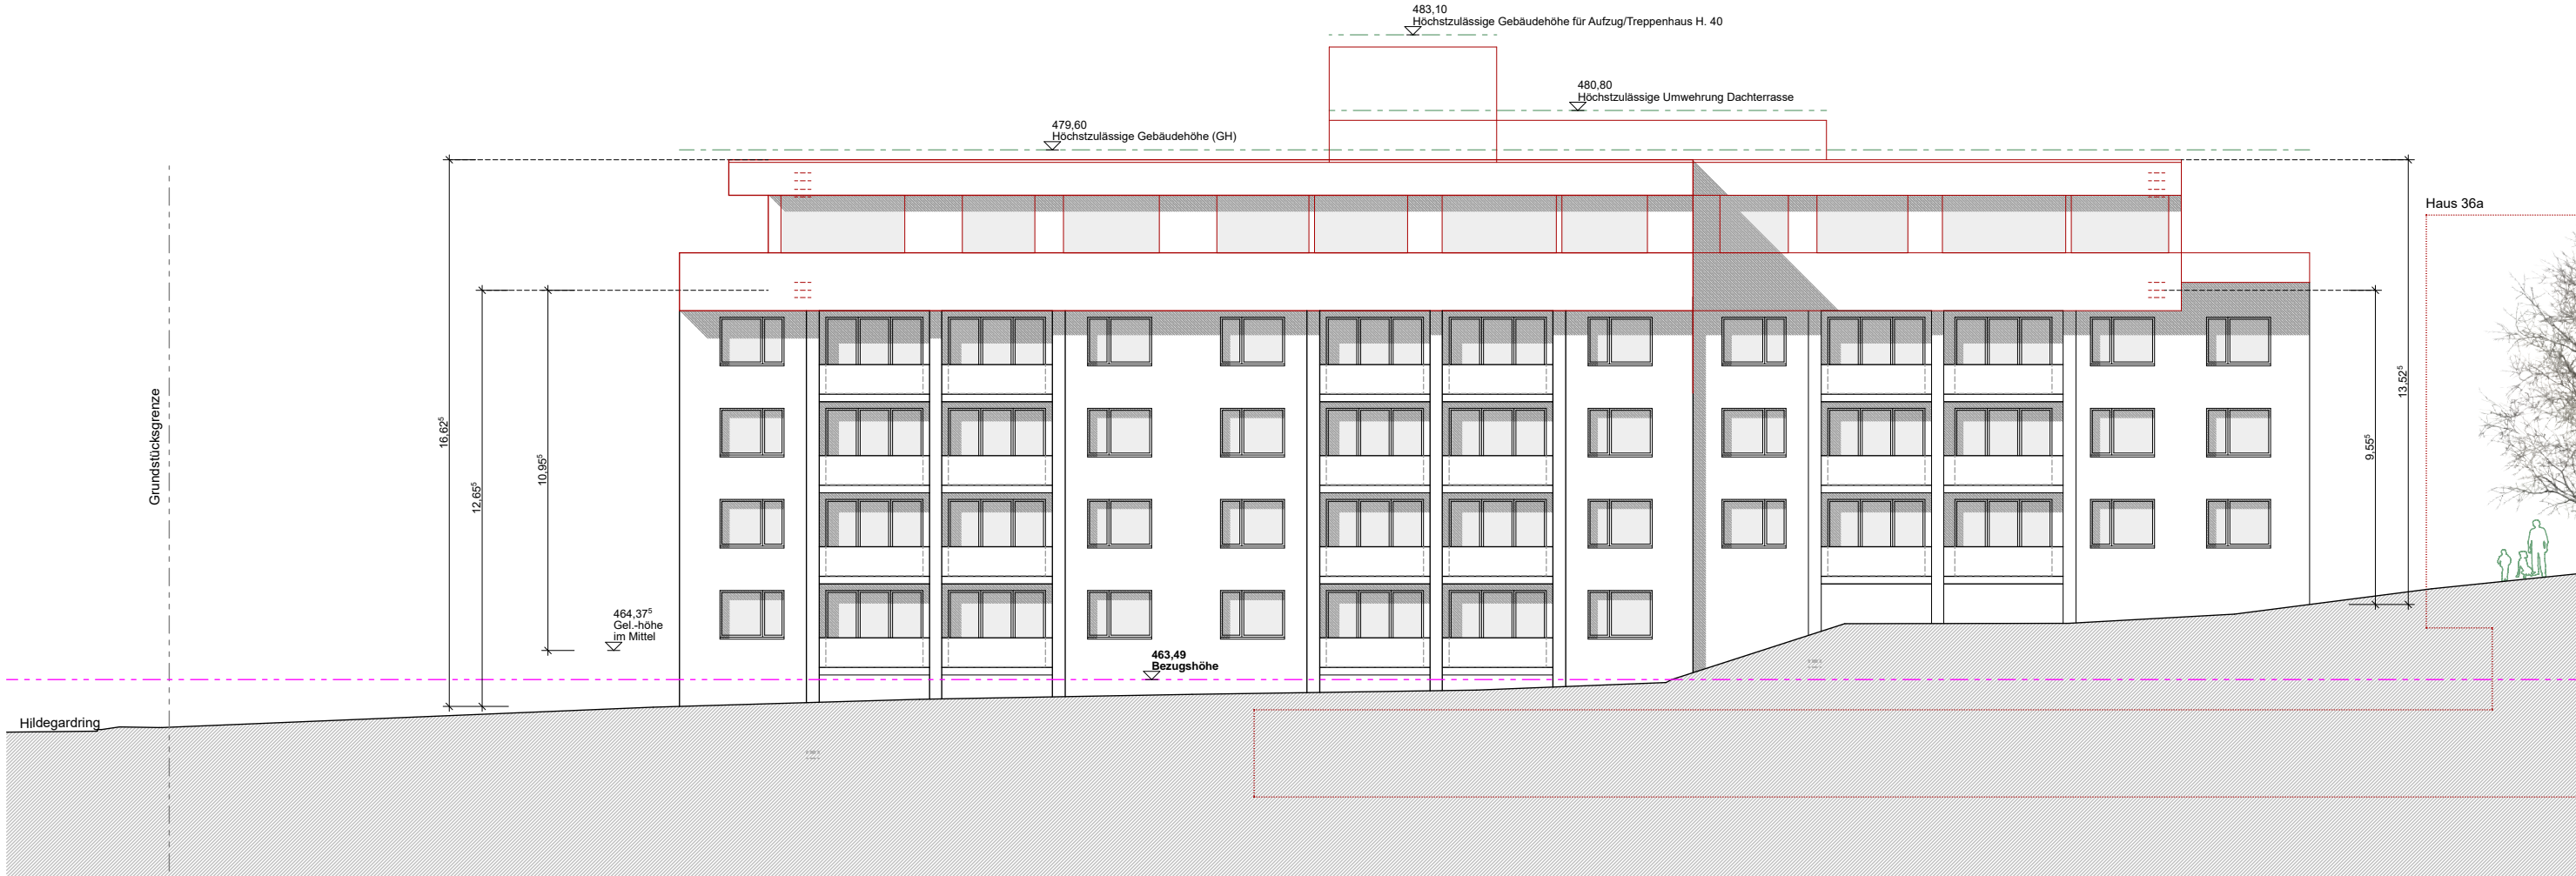 483,10
Höchstzulässige Gebäudehöhe für Aufzug/Treppenhaus H. 40
480,80
Höchstzulässige Umwehrung Dachterrasse
479,60
Höchstzulässige Gebäudehöhe (GH)
Haus 36a
Grundstücksgrenze
16,62⁵
12,65⁵
10,95⁵
13,52⁵
9,55⁵
464,37⁵
Gel.-höhe
im Mittel
463,49
Bezugshöhe
Hildegardring